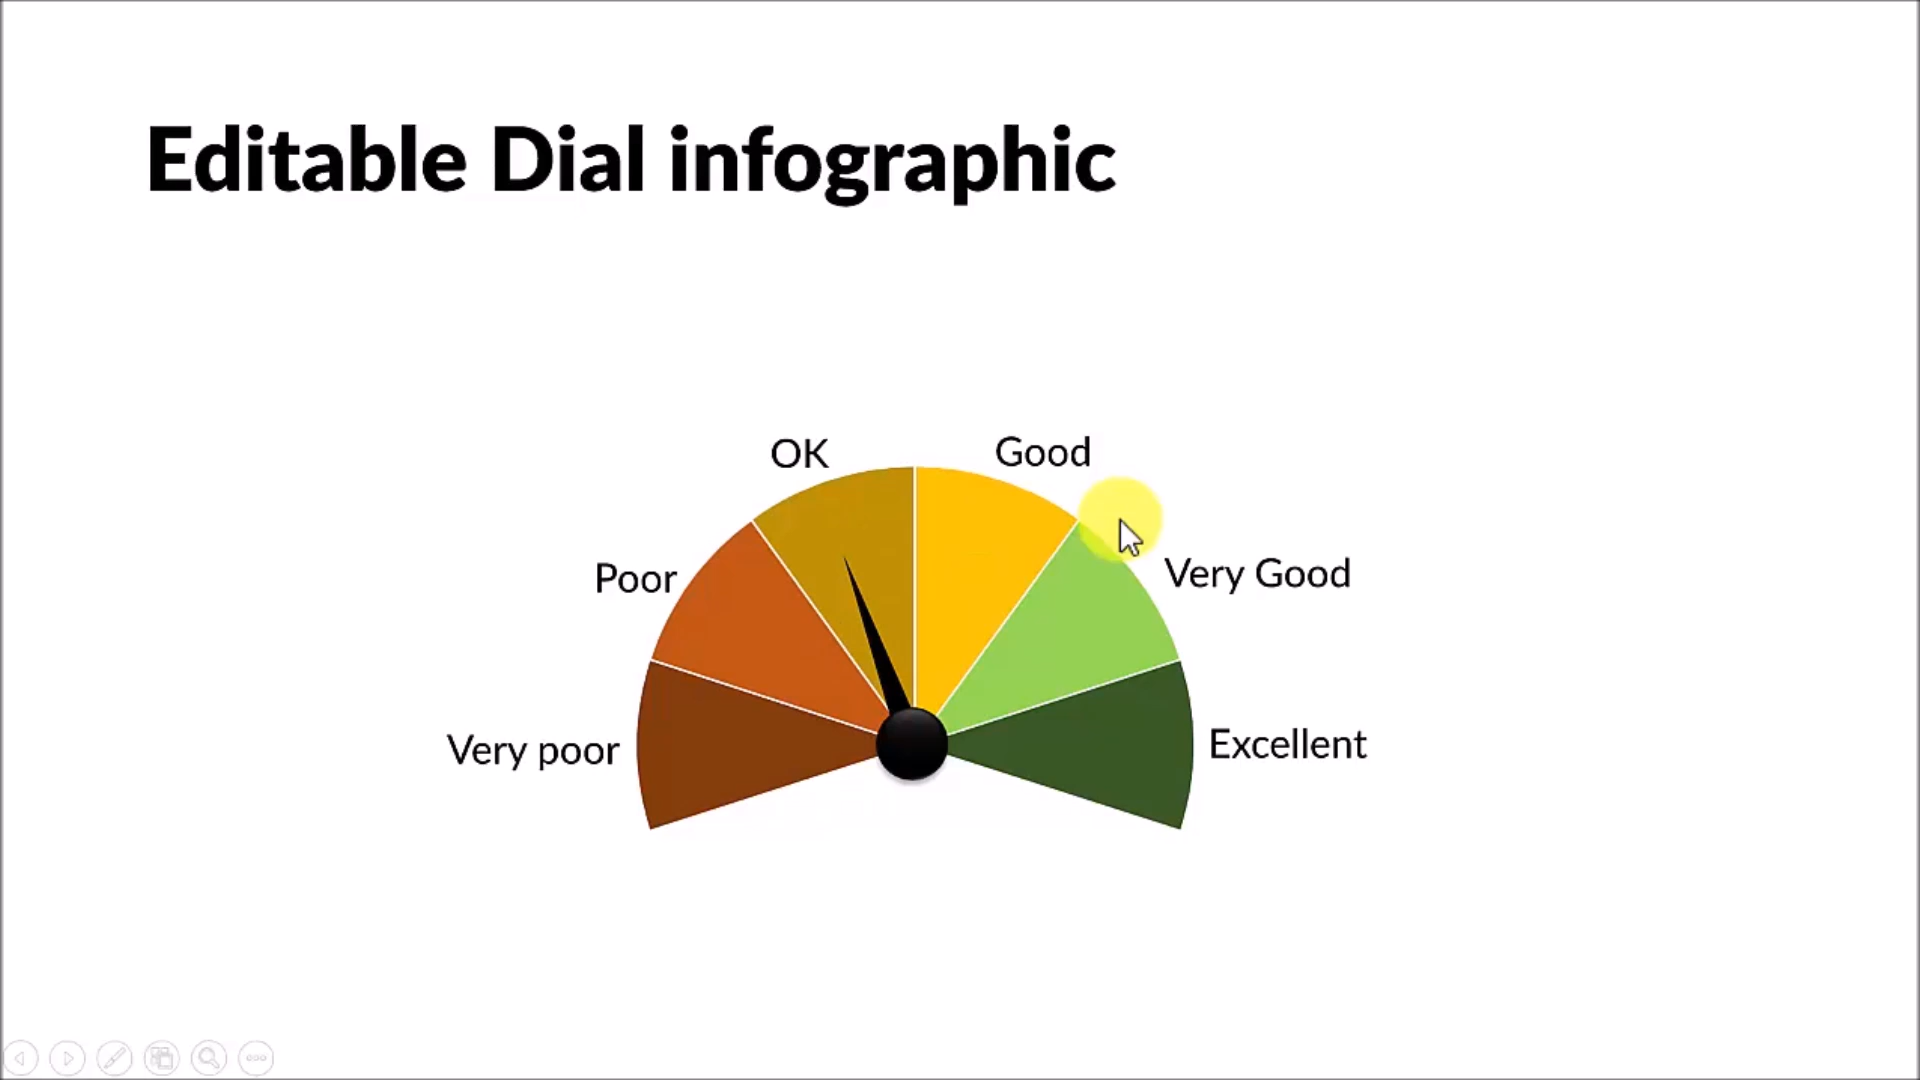 Editable Dial infographic
OK
Good
Poor
Very Good
Very poor
Excellent